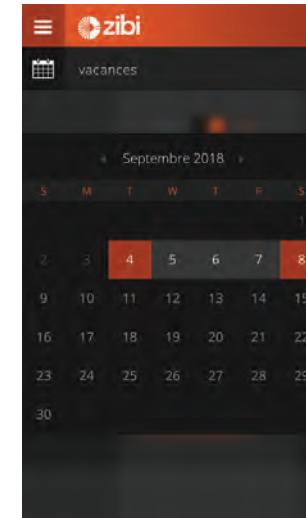 zibi
vacances
Septembre 2018
S M T W T F S
1
2 3 4 5 6 7 8
9 10 11 12 13 14 15
16 17 18 19 20 21 22
23 24 25 26 27 28 29
30